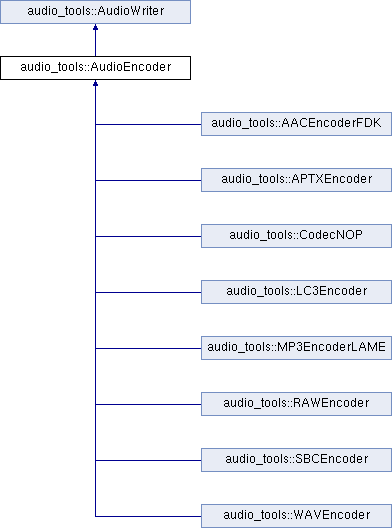 audio_tools::AudioWriter
audio_tools::AudioEncoder
audio_tools::AACEncoderFDK
audio_tools::APTXEncoder
audio_tools::CodecNOP
audio_tools::LC3Encoder
audio_tools::MP3EncoderLAME
audio_tools::RAWEncoder
audio_tools::SBCEncoder
audio_tools::WAVEncoder